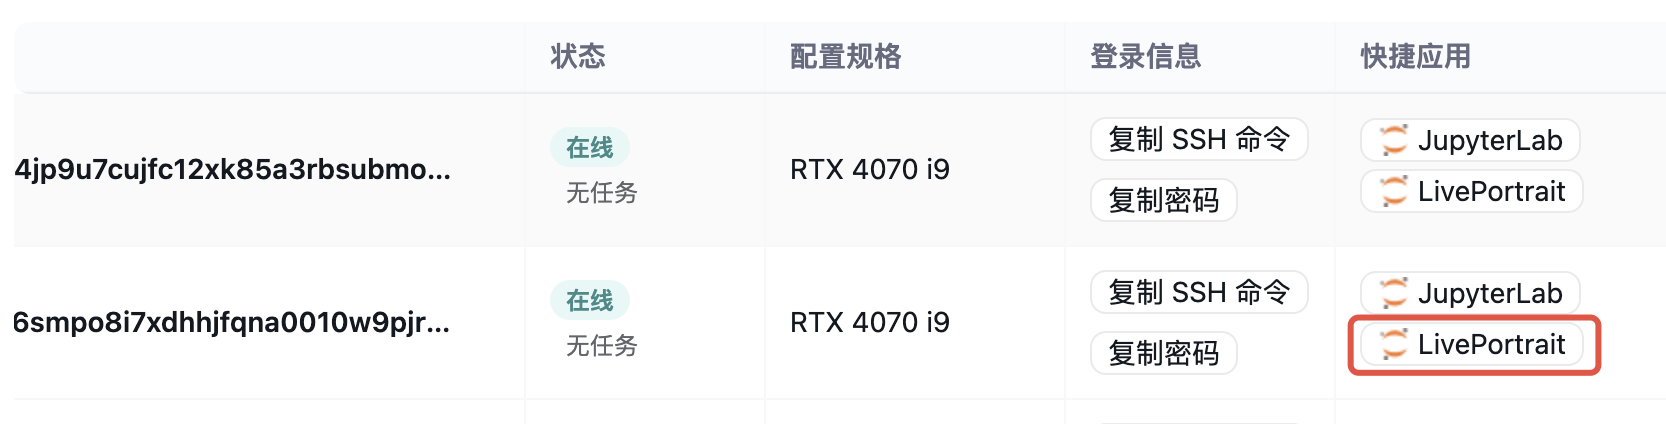 状态 配置规格 登录信息 快捷应用
4jp9u7cujfc12xk85a3rbsubmo... 在线 RTX 4070 i9 复制 SSH 命令 JupyterLab
无任务 复制密码 LivePortrait
6smpo8i7xdhhjfqna0010w9pjr... 在线 RTX 4070 i9 复制 SSH 命令 JupyterLab
无任务 复制密码 LivePortrait